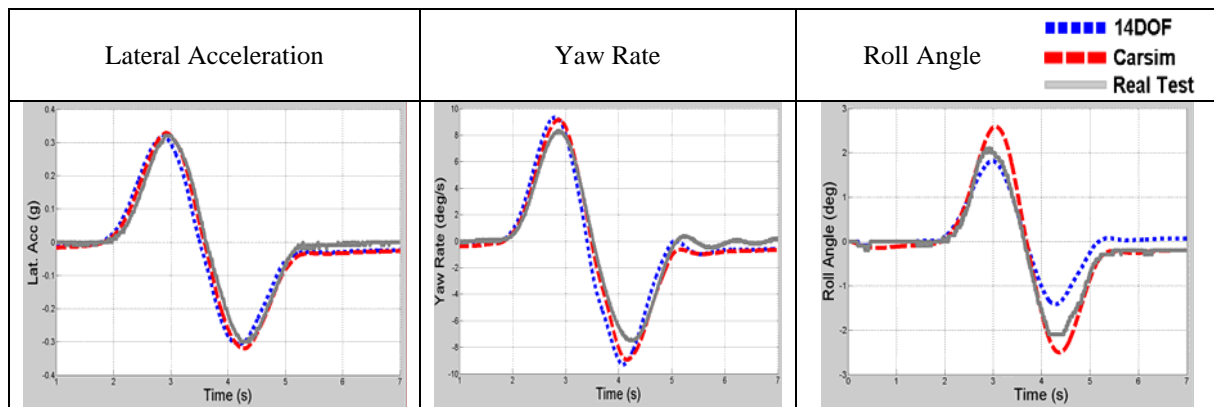 Lateral Acceleration
Yaw Rate
Roll Angle
14DOF
Carsim
Real Test
0.4
0.3
0.2
0.1
0
-0.1
-0.2
-0.3
-0.4
Lat. Acc (g)
1 2 3 4 5 6 7
Time (s)
10
8
6
4
2
0
-2
-4
-6
-8
-10
Yaw Rate (deg/s)
1 2 3 4 5 6 7
Time (s)
3
2
1
0
-1
-2
-3
Roll Angle (deg)
0 1 2 3 4 5 6 7
Time (s)